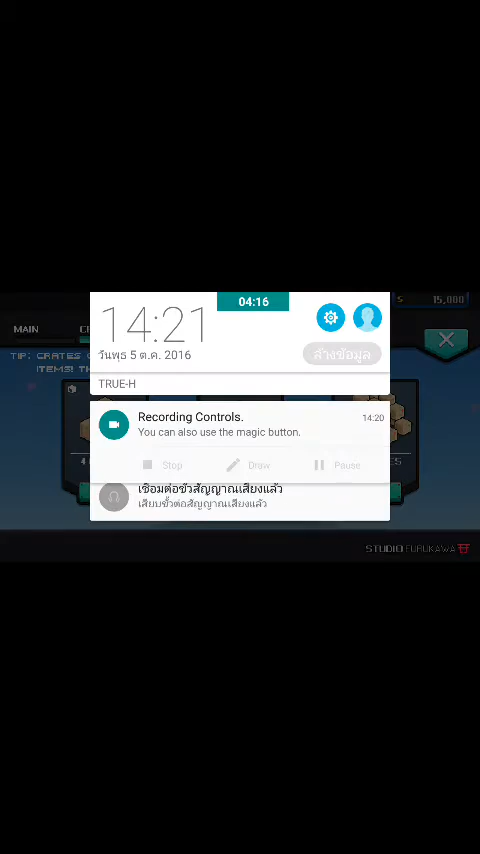 04:16
14:21
วันพุธ 5 ต.ค. 2016
ล้างข้อมูล
TRUE-H
$ 15,000
MAIN
TIP: CRATES
ITEMS!
Recording Controls.
14:20
You can also use the magic button.
Stop
Draw
Pause
เชื่อมต่อขั้วสัญญาณเสียงแล้ว
เสียบขั้วต่อสัญญาณเสียงแล้ว
STUDIO FURUKAWA